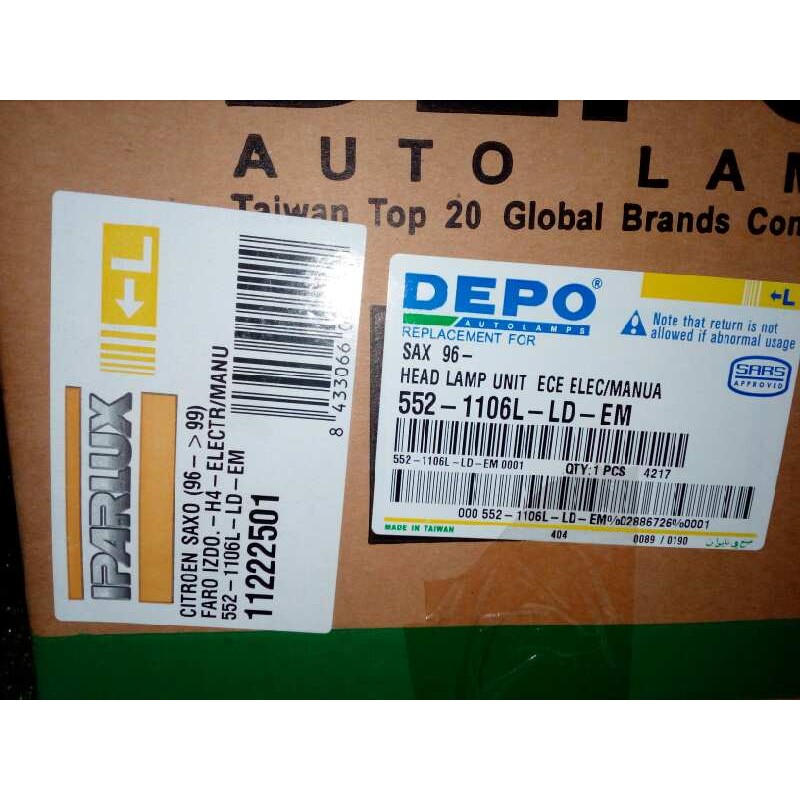 AUTO LAM
Taiwan Top 20 Global Brands Con
←L
IPARLUX
CITROEN SAXO (96->99)
FARO IZDO.-H4-ELECTR/MANU
552-1106L-LD-EM
11222501
8 43306610
DEPO®
AUTOLAMPS
REPLACEMENT FOR
←L
Note that return is not
allowed if abnormal usage
SAX 96-
HEAD LAMP UNIT ECE ELEC/MANUA
552-1106L-LD-EM
SARS
APPROVID
552-1106L-LD-EM 0001 QTY:1 PCS 4217
000 552-1106L-LD-EM%02886726%0001
MADE IN TAIWAN 404 0089 / 0190